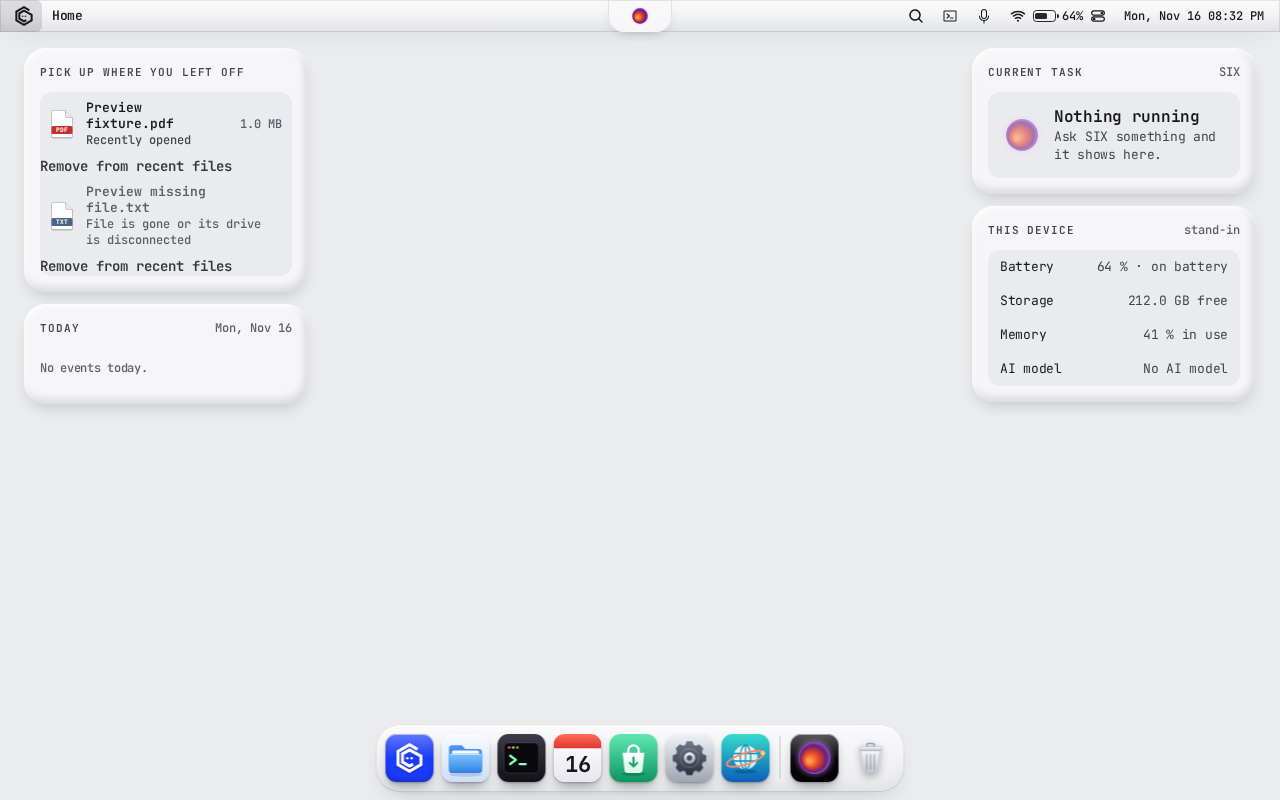 Home
64%
Mon, Nov 16 08:32 PM
PICK UP WHERE YOU LEFT OFF
PDF
Preview
fixture.pdf
1.0 MB
Recently opened
Remove from recent files
TXT
Preview missing
file.txt
File is gone or its drive
is disconnected
Remove from recent files
TODAY
Mon, Nov 16
No events today.
CURRENT TASK
SIX
Nothing running
Ask SIX something and
it shows here.
THIS DEVICE
stand-in
Battery
64 % · on battery
Storage
212.0 GB free
Memory
41 % in use
AI model
No AI model
16